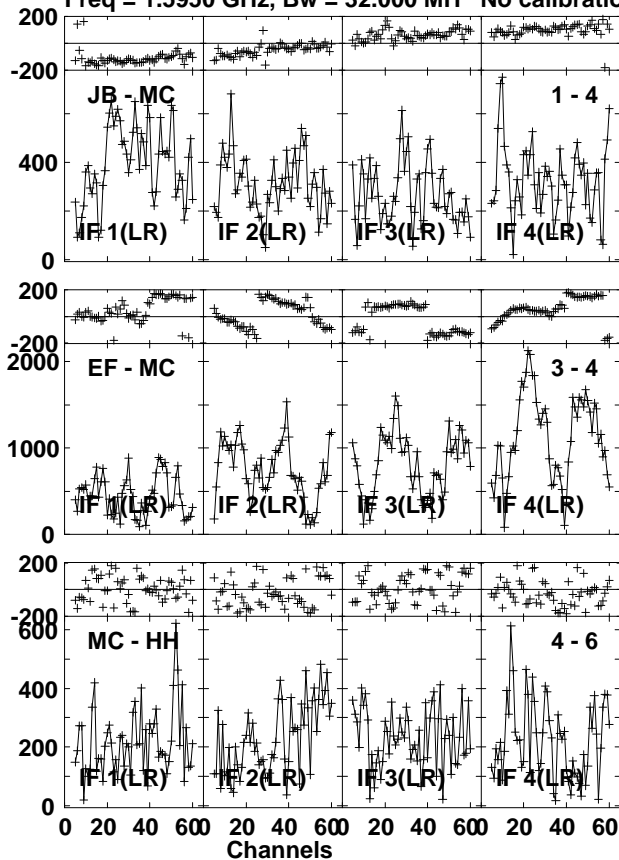 Freq = 1.5950 GHz, Bw = 32.000 MH No calibratio
200
-200
JB - MC 1 - 4
400
0
IF 1(LR) IF 2(LR) IF 3(LR) IF 4(LR)
200
-200
2000
EF - MC 3 - 4
1000
0
IF 1(LR) IF 2(LR) IF 3(LR) IF 4(LR)
200
-200
600
MC - HH 4 - 6
400
200
0
IF 1(LR) IF 2(LR) IF 3(LR) IF 4(LR)
0 20 40 60 0 20 40 60 0 20 40 60 0 20 40 60
Channels